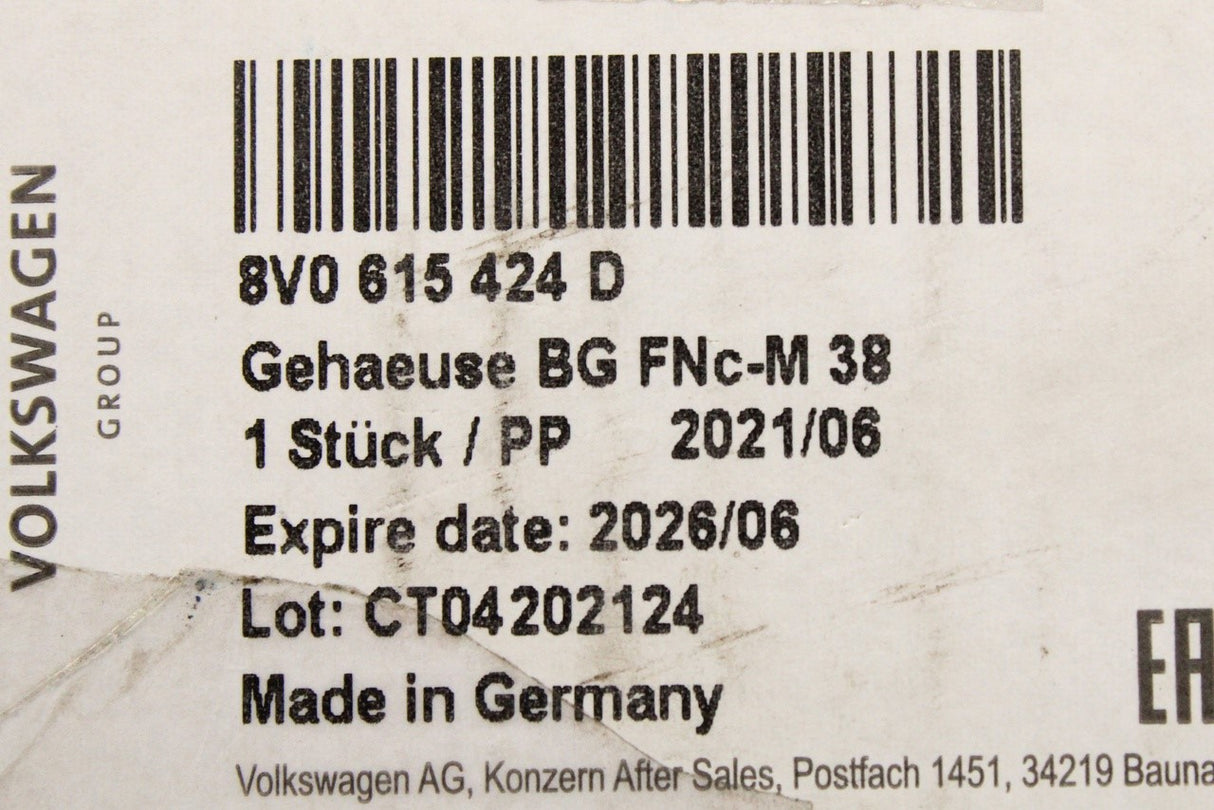 VOLKSWAGEN
GROUP
8V0 615 424 D
Gehaeuse BG FNc-M 38
1 Stück / PP 2021/06
Expire date: 2026/06
Lot: CT04202124
Made in Germany
EA
Volkswagen AG, Konzern After Sales, Postfach 1451, 34219 Bauna